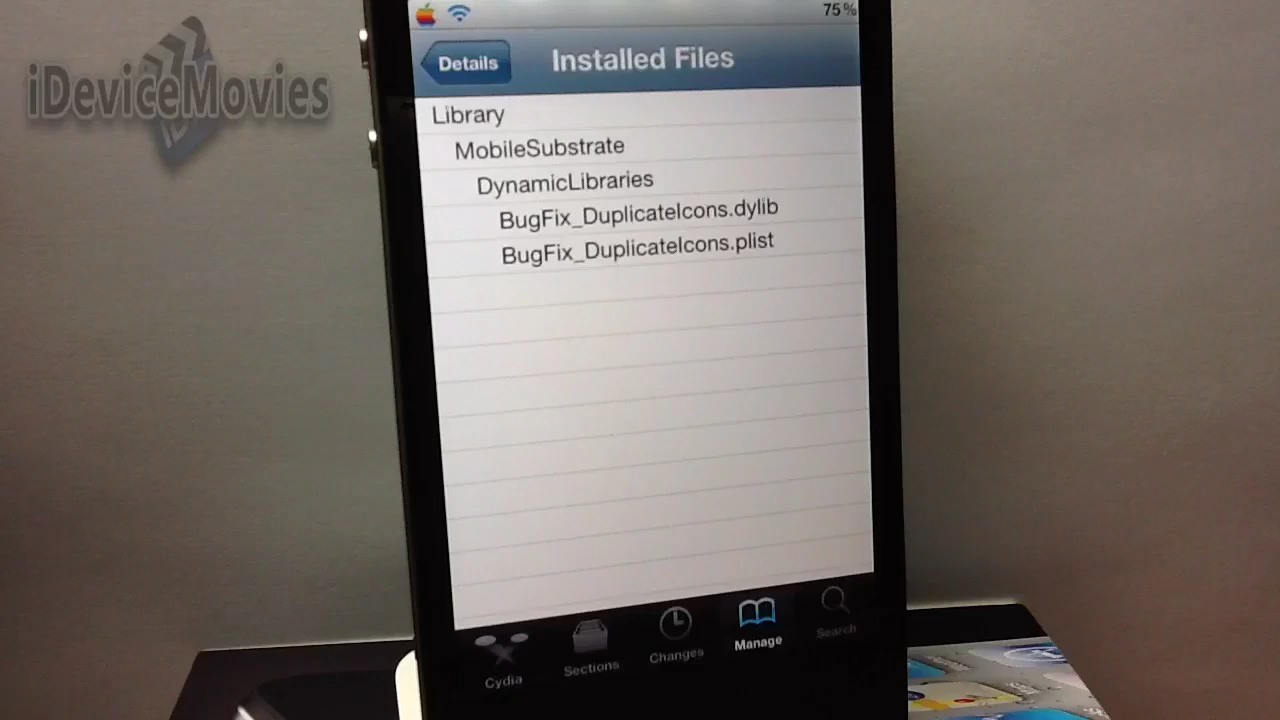 iDeviceMovies
75%
Details
Installed Files
Library
MobileSubstrate
DynamicLibraries
BugFix_DuplicateIcons.dylib
BugFix_DuplicateIcons.plist
Cydia
Sections
Changes
Manage
Search